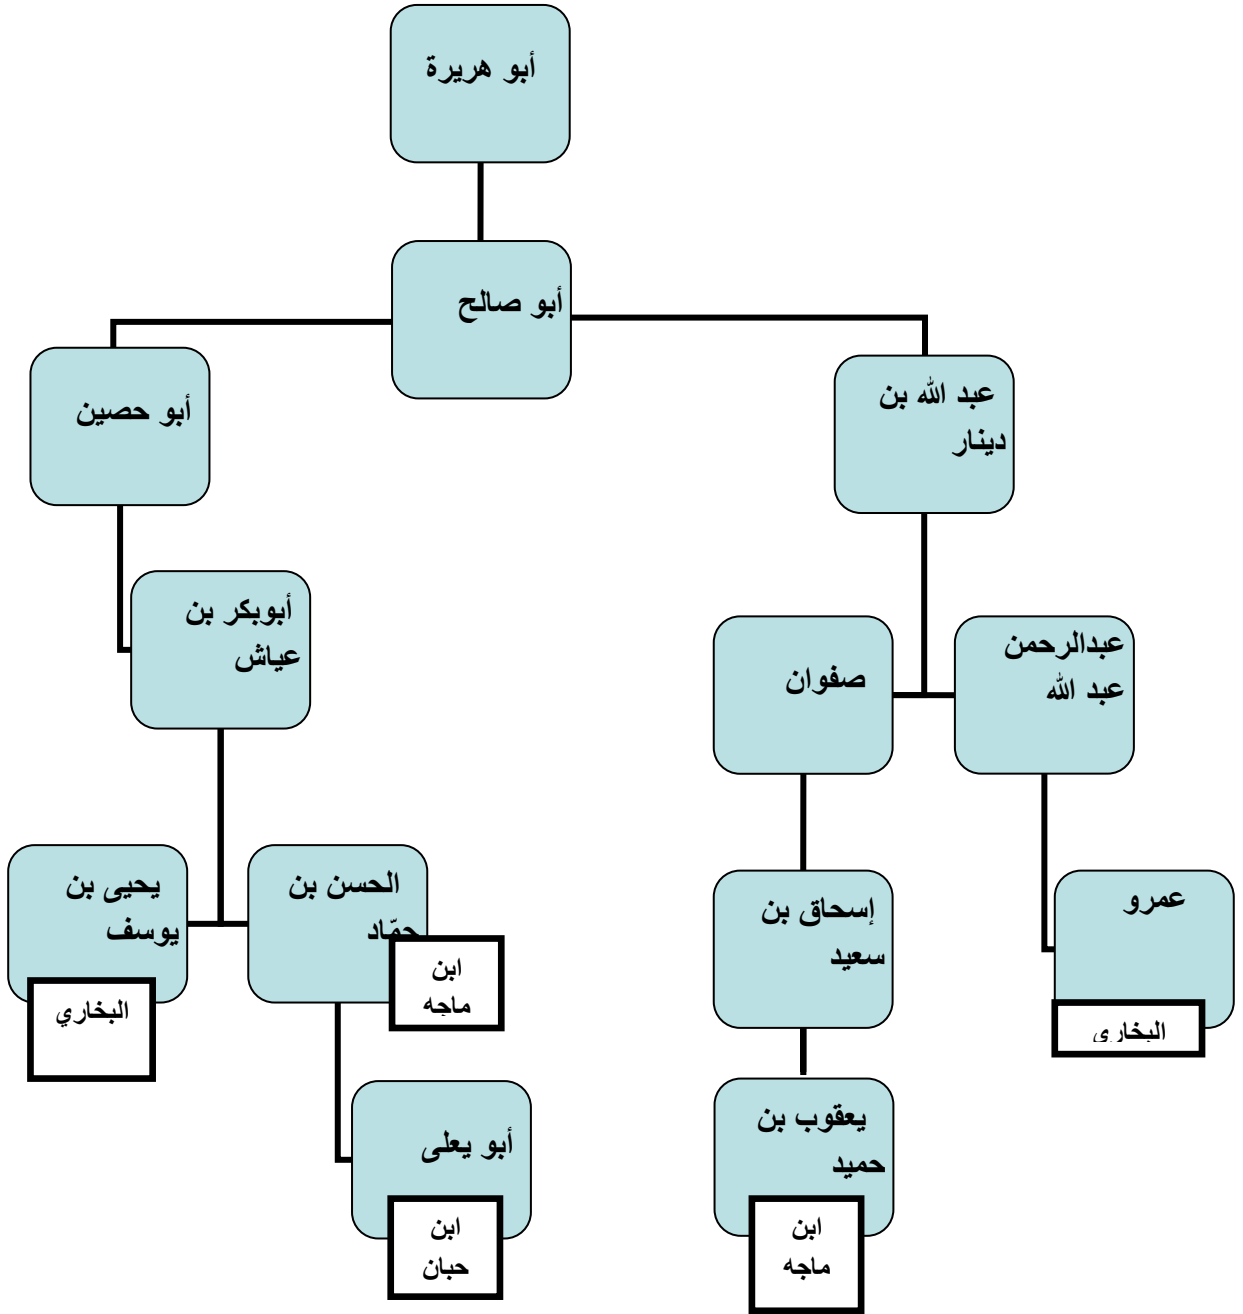 أبو هريرة
أبو صالح
عبد الله بن
دينار
أبو حصين
أبوبكر بن
عياش
عبدالرحمن
عبد الله
صفوان
الحسن بن
حمّاد
ابن
ماجه
يحيى بن
يوسف
البخاري
عمرو
البخاري
إسحاق بن
سعيد
يعقوب بن
حميد
ابن
ماجه
أبو يعلى
ابن
حبان